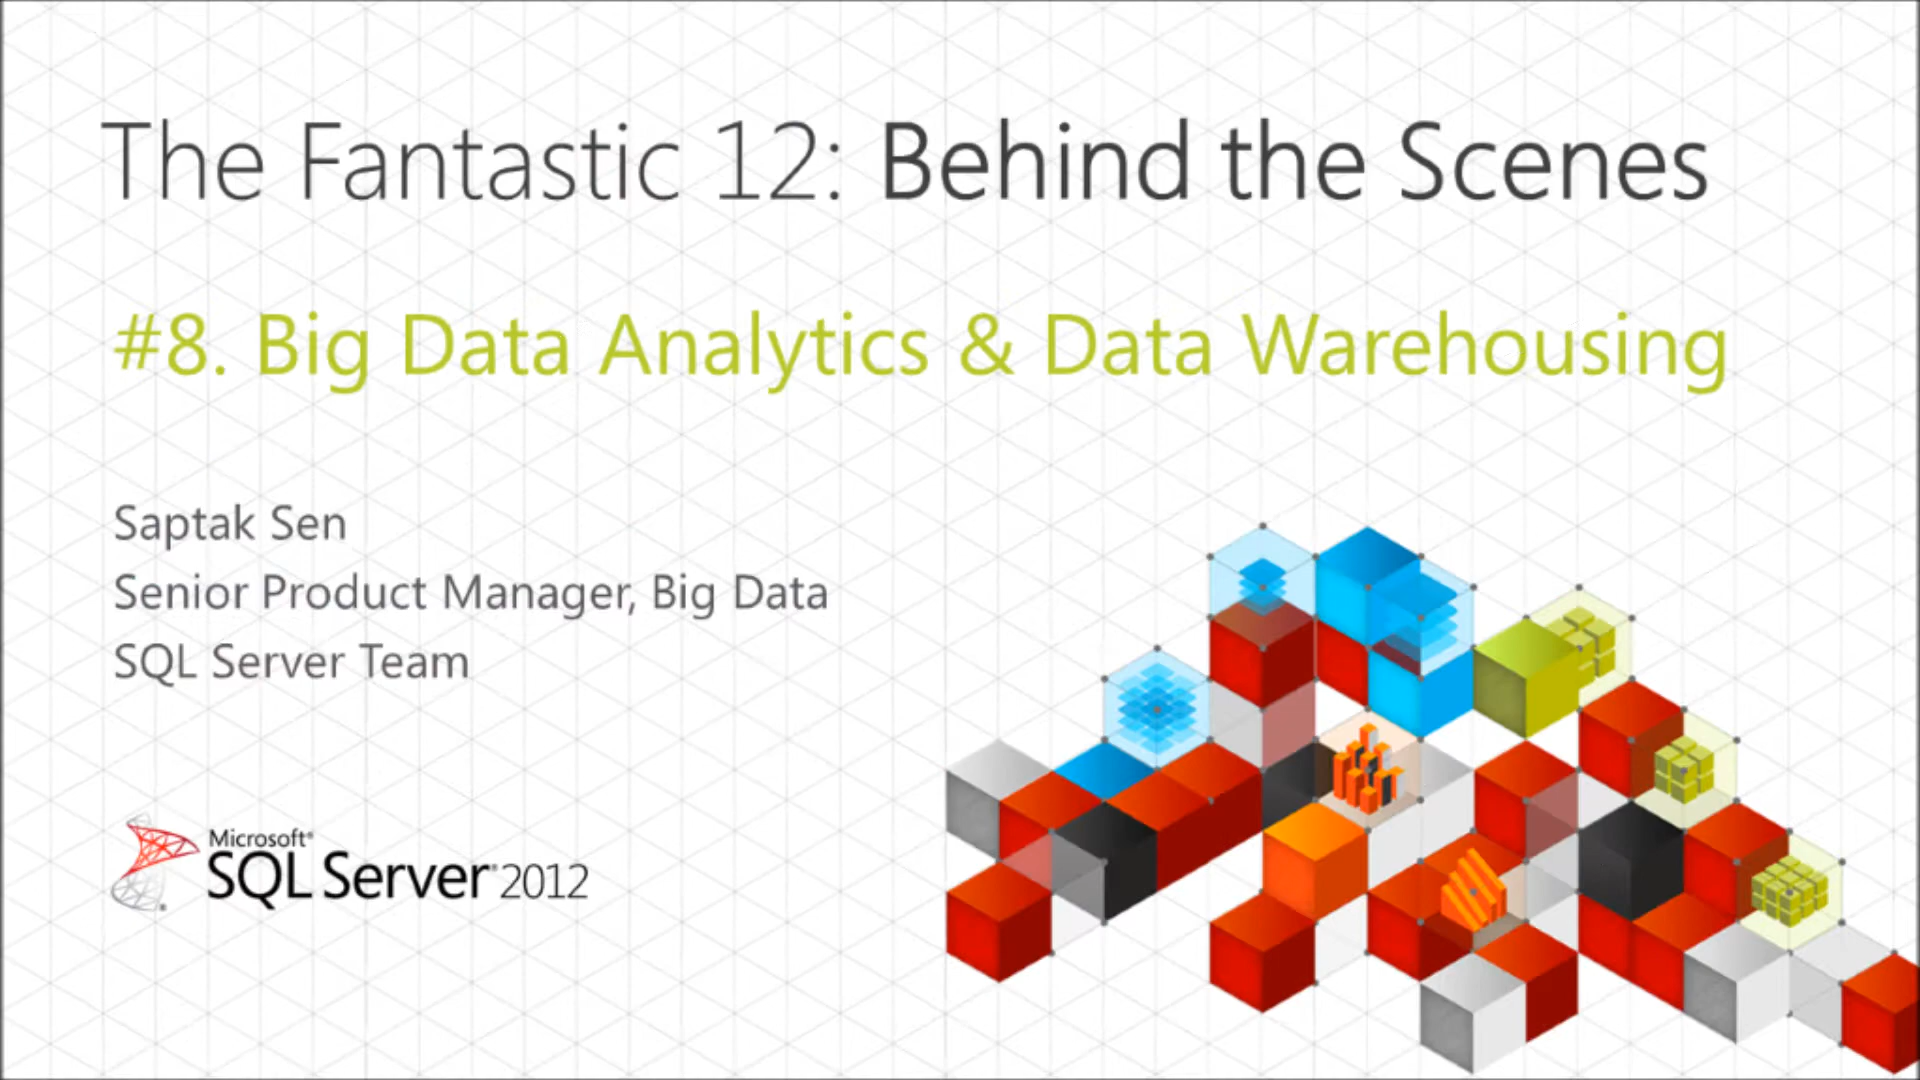 The Fantastic 12: Behind the Scenes
#8. Big Data Analytics & Data Warehousing
Saptak Sen
Senior Product Manager, Big Data
SQL Server Team
Microsoft®
SQL Server® 2012